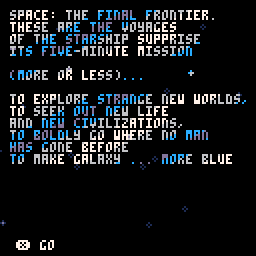 SPACE: THE FINAL FRONTIER.
THESE ARE THE VOYAGES
OF THE STARSHIP SUPPRISE
ITS FIVE-MINUTE MISSION
(MORE OR LESS)...
TO EXPLORE STRANGE NEW WORLDS,
TO SEEK OUT NEW LIFE
AND NEW CIVILIZATIONS,
TO BOLDLY GO WHERE NO MAN
HAS GONE BEFORE
TO MAKE GALAXY ... MORE BLUE
❎ GO